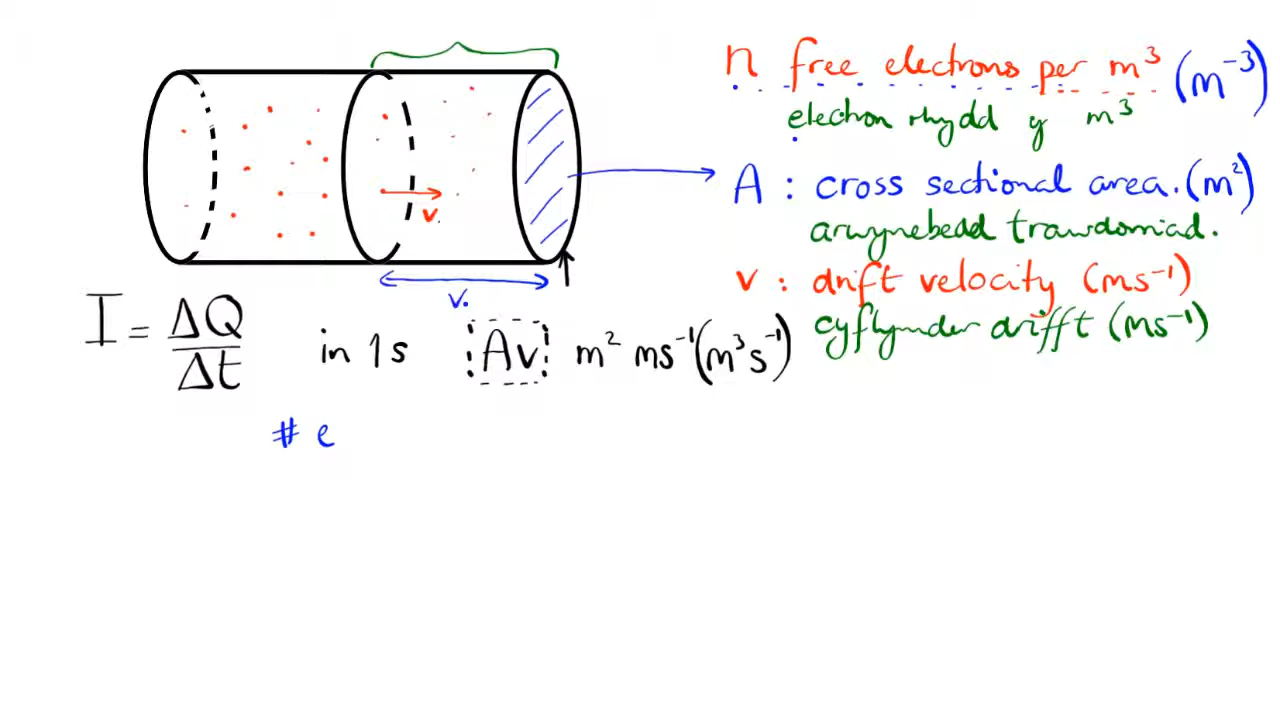 n free electrons per m³ (m⁻³)
electron rhydd y m³
A : cross sectional area. (m²)
arwynebedd trawdomiad.
v : drift velocity (ms⁻¹)
cyflymder drifft (ms⁻¹)
v.
v.
I = ΔQ/Δt in 1s Av m² ms⁻¹ (m³s⁻¹)
# e